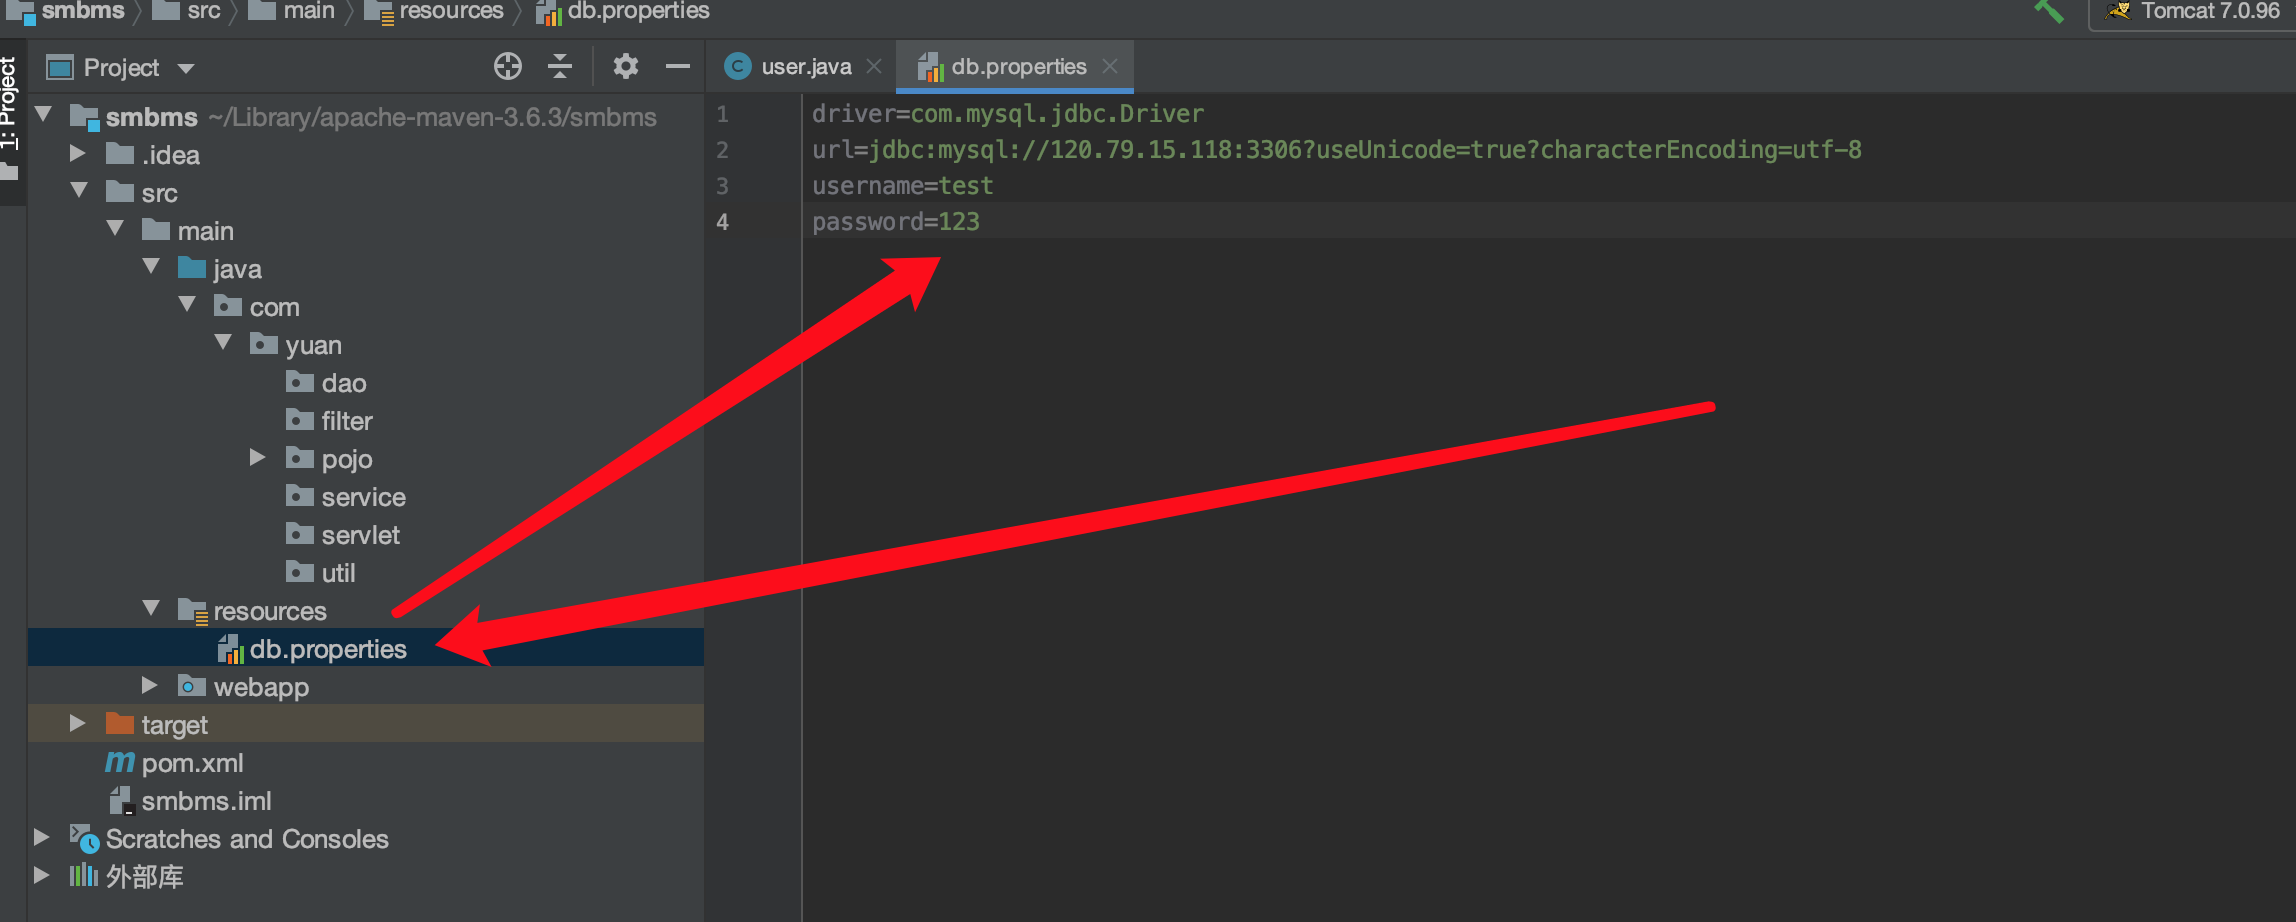 smbms src main resources db.properties
Tomcat 7.0.96
1: Project
Project
user.java
db.properties
smbms ~/Library/apache-maven-3.6.3/smbms
.idea
src
main
java
com
yuan
dao
filter
pojo
service
servlet
util
resources
db.properties
webapp
target
pom.xml
smbms.iml
Scratches and Consoles
外部库
1 driver=com.mysql.jdbc.Driver
2 url=jdbc:mysql://120.79.15.118:3306?useUnicode=true?characterEncoding=utf-8
3 username=test
4 password=123